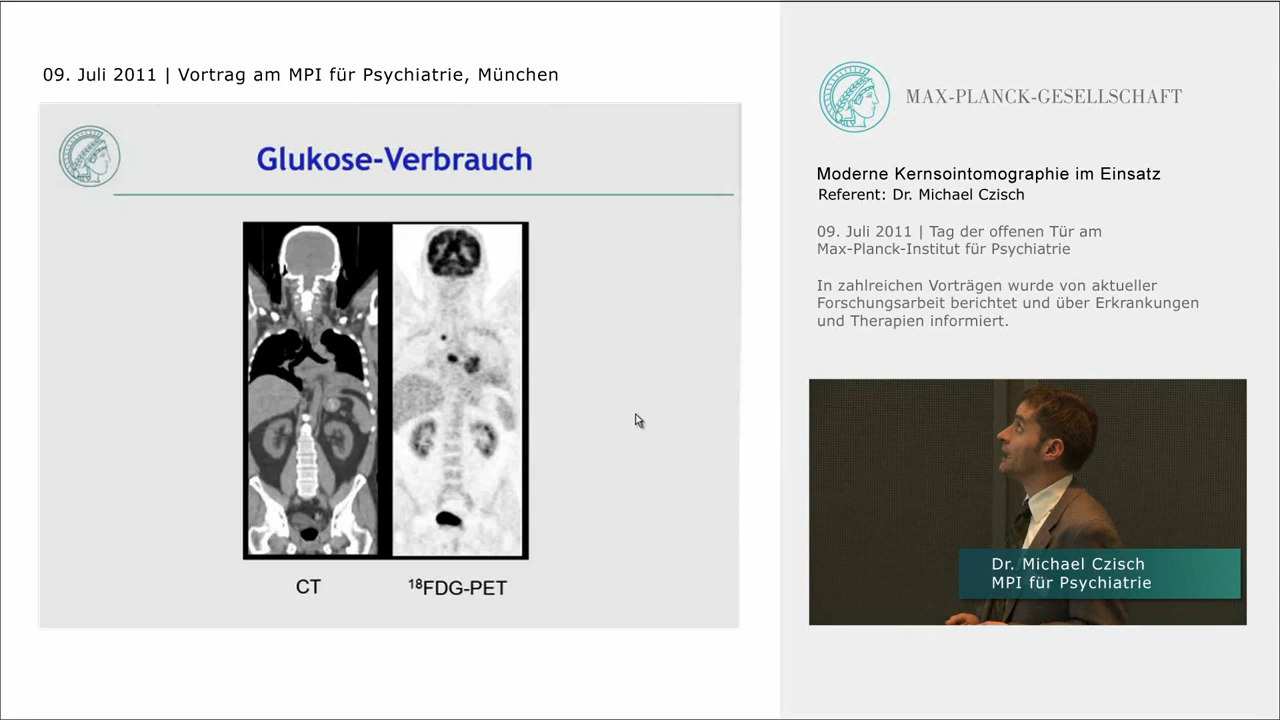 09. Juli 2011 | Vortrag am MPI für Psychiatrie, München
Glukose-Verbrauch
CT
18FDG-PET
MAX-PLANCK-GESELLSCHAFT
Moderne Kernsointomographie im Einsatz
Referent: Dr. Michael Czisch
09. Juli 2011 | Tag der offenen Tür am
Max-Planck-Institut für Psychiatrie
In zahlreichen Vorträgen wurde von aktueller
Forschungsarbeit berichtet und über Erkrankungen
und Therapien informiert.
Dr. Michael Czisch
MPI für Psychiatrie